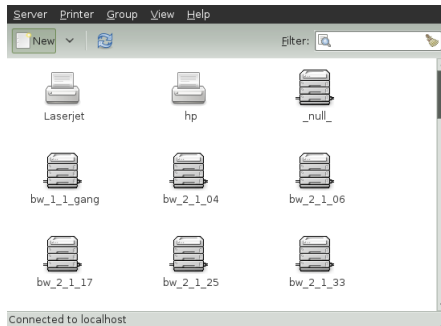 Server Printer Group View Help
New Filter:
Laserjet hp _null_
bw_1_1_gang bw_2_1_04 bw_2_1_06
bw_2_1_17 bw_2_1_25 bw_2_1_33
Connected to localhost